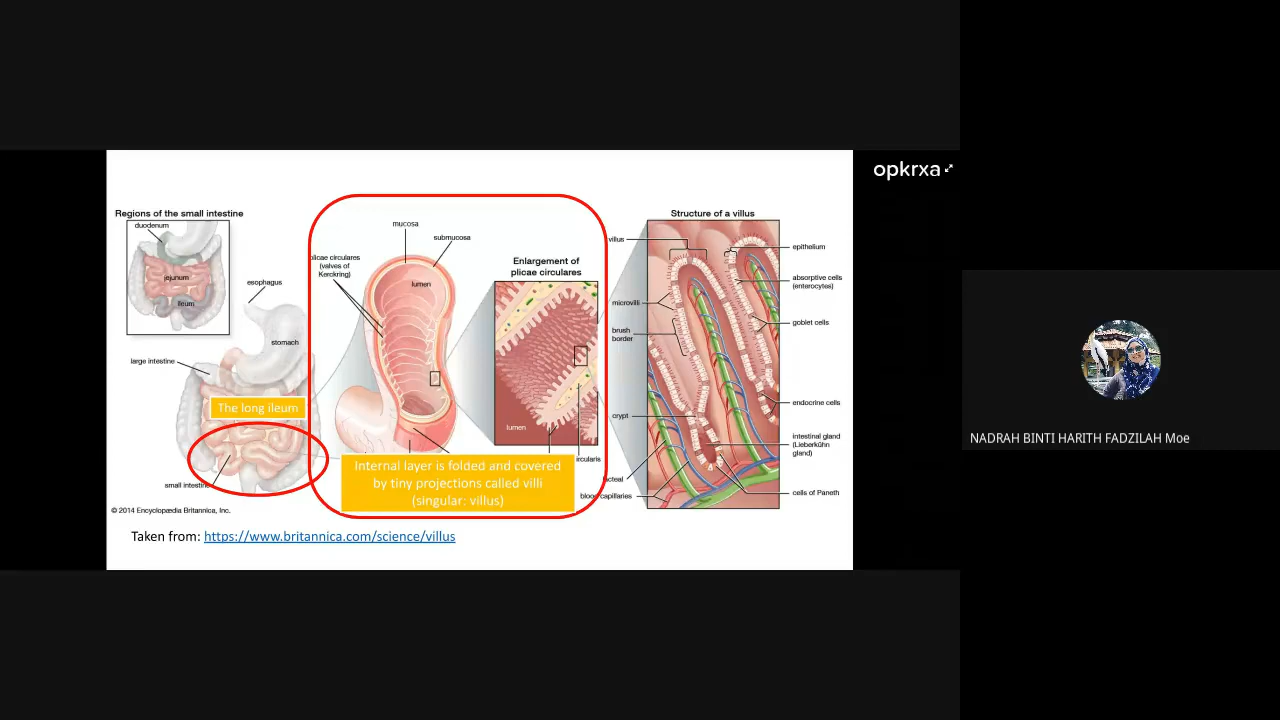 opkrxa
Regions of the small intestine
duodenum
jejunum
ileum
esophagus
stomach
large intestine
The long ileum
small intestine
mucosa
submucosa
plicae circulares
(valves of
Kerckring)
lumen
Enlargement of
plicae circulares
lumen
ircularis
Internal layer is folded and covered
by tiny projections called villi
(singular: villus)
Structure of a villus
villus
microvilli
brush
border
crypt
acteal
blood capillaries
epithelium
absorptive cells
(enterocytes)
goblet cells
endocrine cells
intestinal gland
(Lieberkühn
gland)
cells of Paneth
© 2014 Encyclopædia Britannica, Inc.
Taken from: https://www.britannica.com/science/villus
NADRAH BINTI HARITH FADZILAH Moe